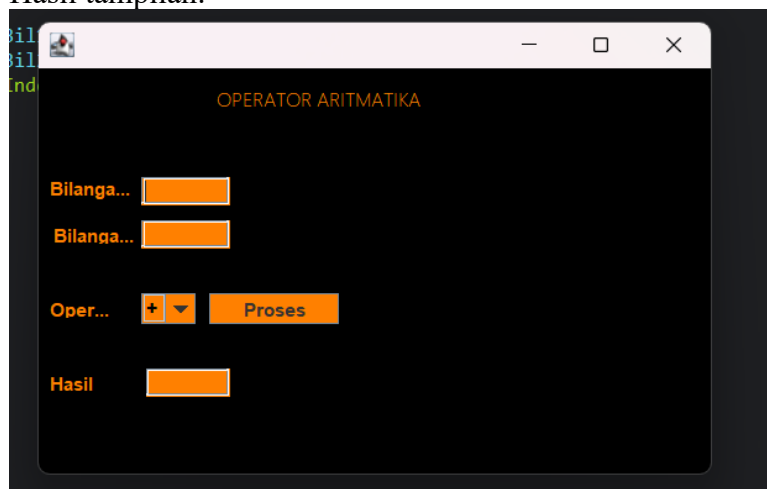 Hasil tampilan:
Bil
Bil
Ind
OPERATOR ARITMATIKA
Bilanga...
Bilanga...
Oper... + Proses
Hasil